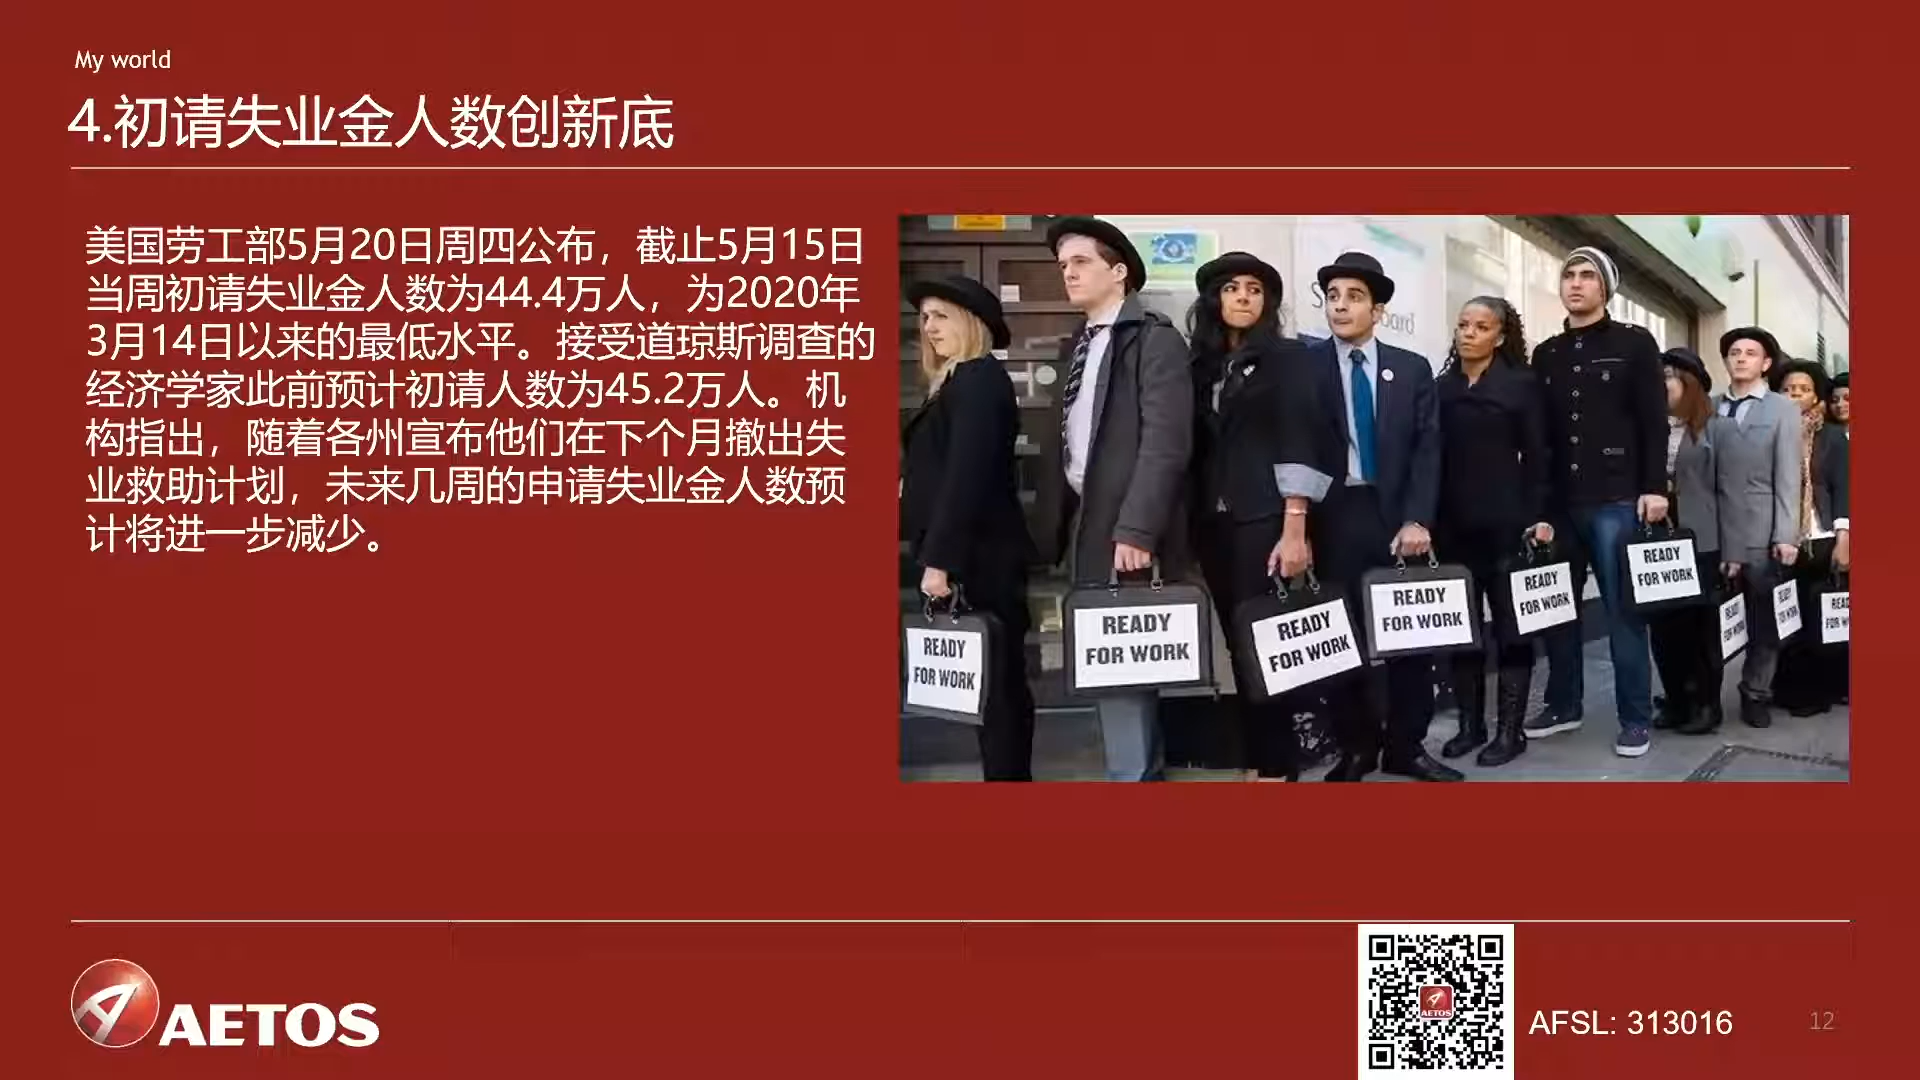 My world
4.初请失业金人数创新底
美国劳工部5月20日周四公布，截止5月15日
当周初请失业金人数为44.4万人，为2020年
3月14日以来的最低水平。接受道琼斯调查的
经济学家此前预计初请人数为45.2万人。机
构指出，随着各州宣布他们在下个月撤出失
业救助计划，未来几周的申请失业金人数预
计将进一步减少。
READY
FOR WORK
READY
FOR WORK
READY
FOR WORK
READY
FOR WORK
READY
FOR WORK
READY
FOR WORK
READY
FOR WORK
READY
AETOS
AETOS
AFSL: 313016
12